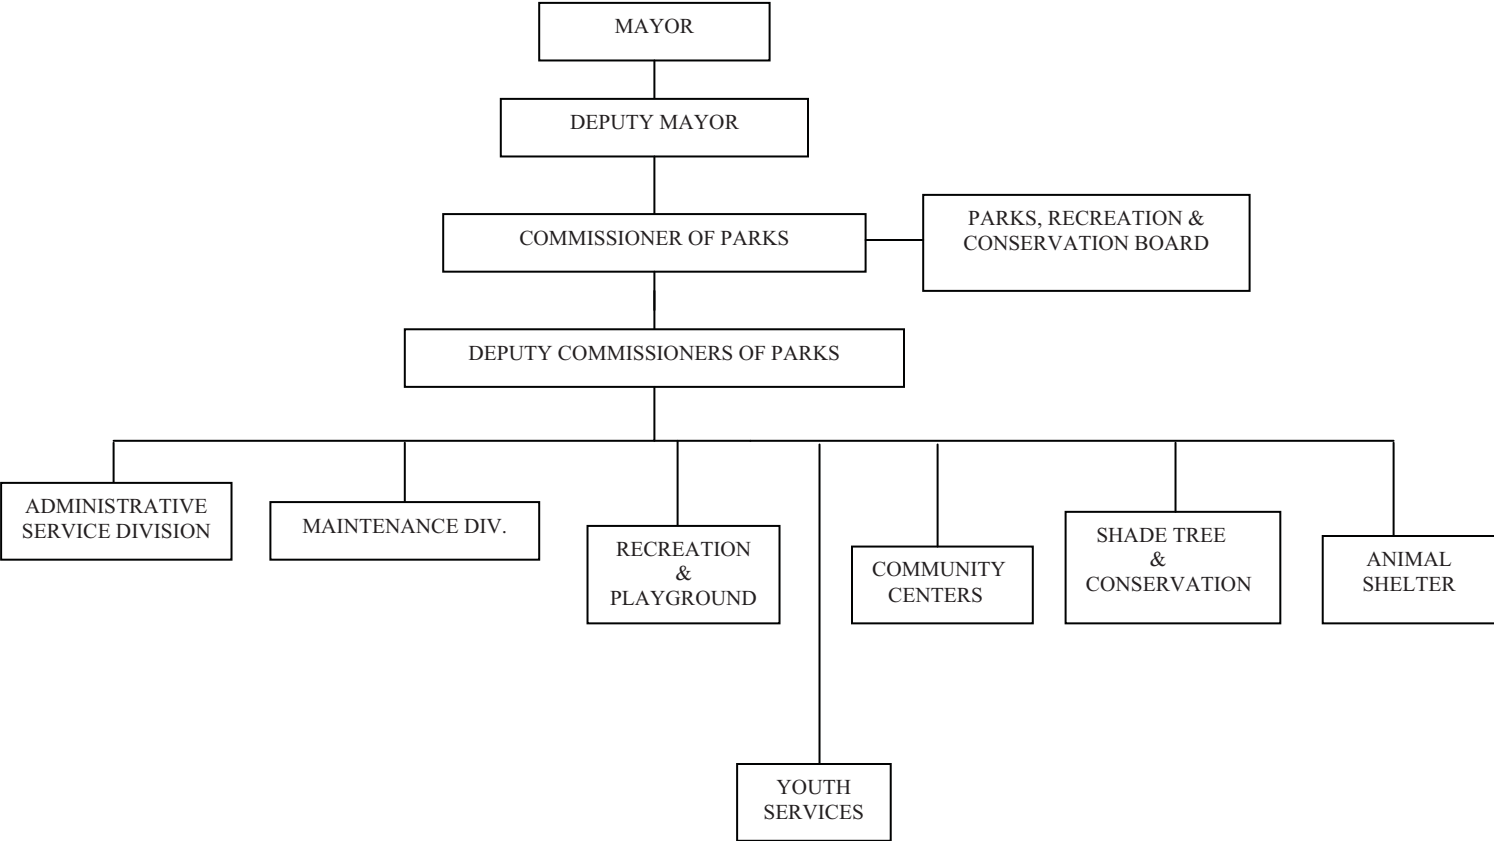 MAYOR
DEPUTY MAYOR
COMMISSIONER OF PARKS
PARKS, RECREATION &
CONSERVATION BOARD
DEPUTY COMMISSIONERS OF PARKS
ADMINISTRATIVE
SERVICE DIVISION
MAINTENANCE DIV.
RECREATION
&
PLAYGROUND
COMMUNITY
CENTERS
SHADE TREE
&
CONSERVATION
ANIMAL
SHELTER
YOUTH
SERVICES